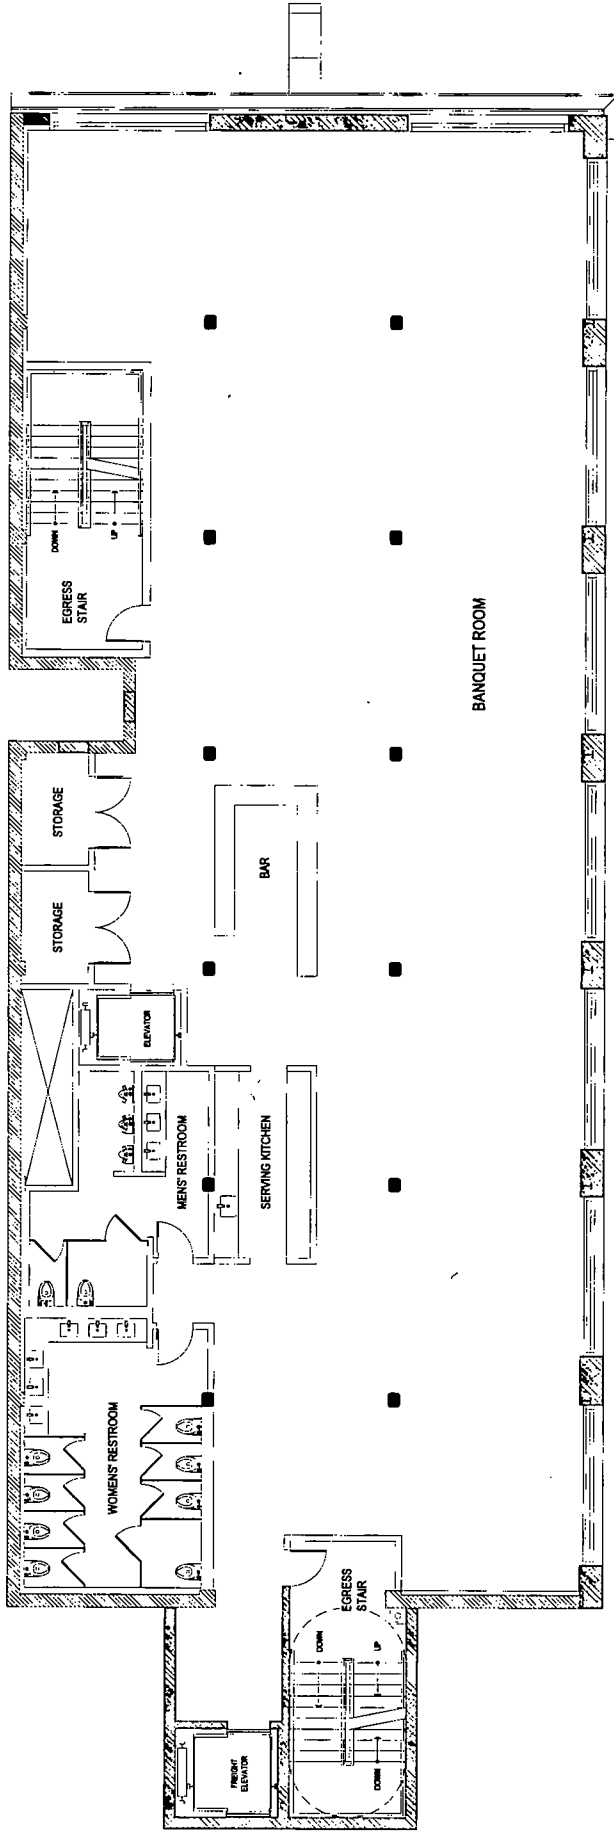 DOWN
UP
EGRESS
STAIR
BANQUET ROOM
STORAGE
BAR
STORAGE
ELEVATOR
MENS' RESTROOM
SERVING KITCHEN
WOMENS' RESTROOM
EGRESS
STAIR
DOWN
UP
FREIGHT
ELEVATOR
DOWN